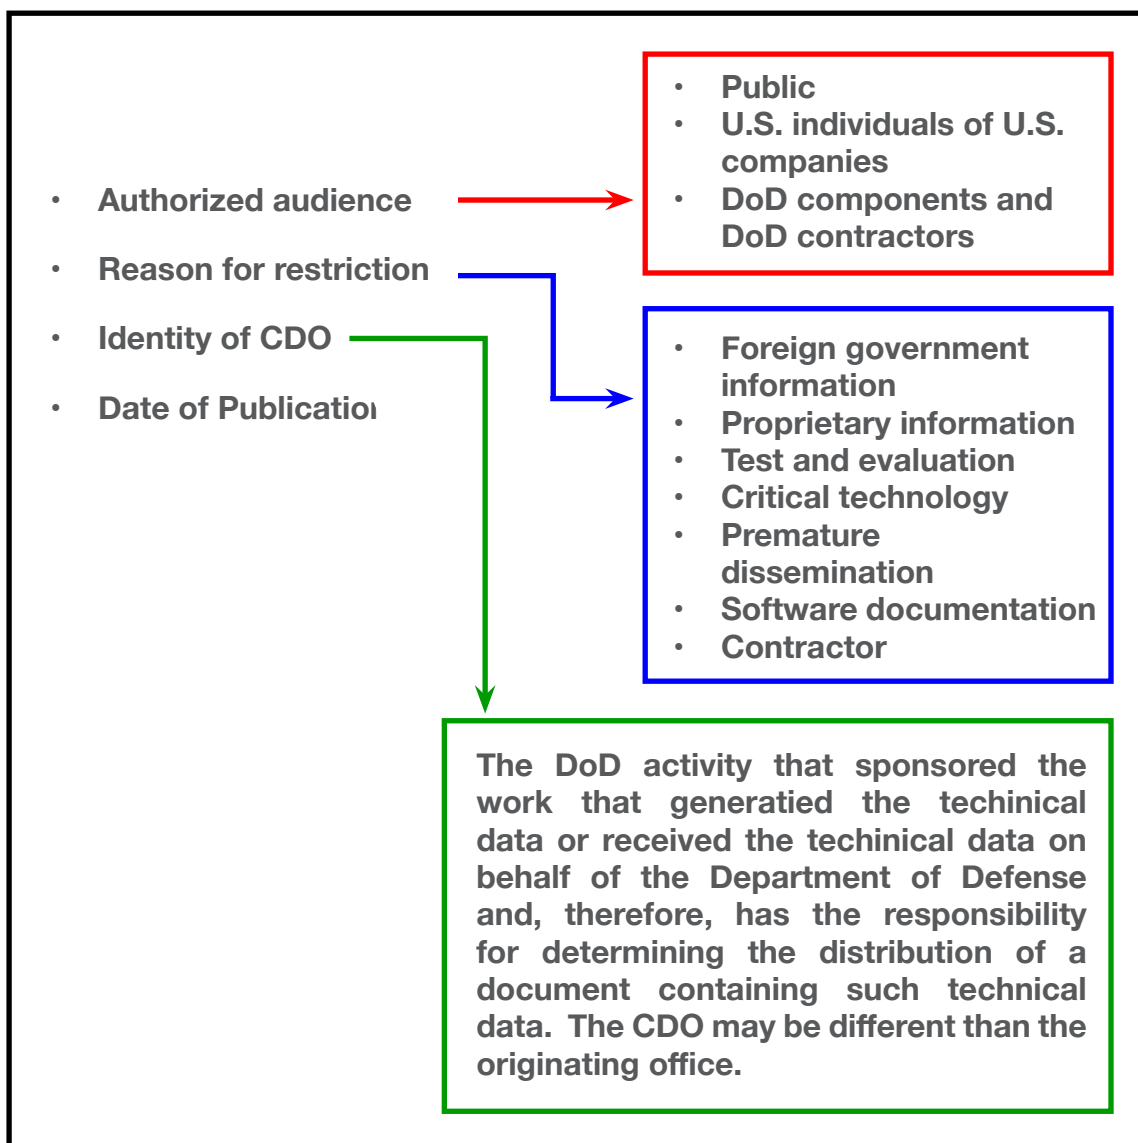 • Authorized audience
• Reason for restriction
• Identity of CDO
• Date of Publication
• Public
• U.S. individuals of U.S.
companies
• DoD components and
DoD contractors
• Foreign government
information
• Proprietary information
• Test and evaluation
• Critical technology
• Premature
dissemination
• Software documentation
• Contractor
The DoD activity that sponsored the
work that generatied the techinical
data or received the techinical data on
behalf of the Department of Defense
and, therefore, has the responsibility
for determining the distribution of a
document containing such technical
data. The CDO may be different than the
originating office.